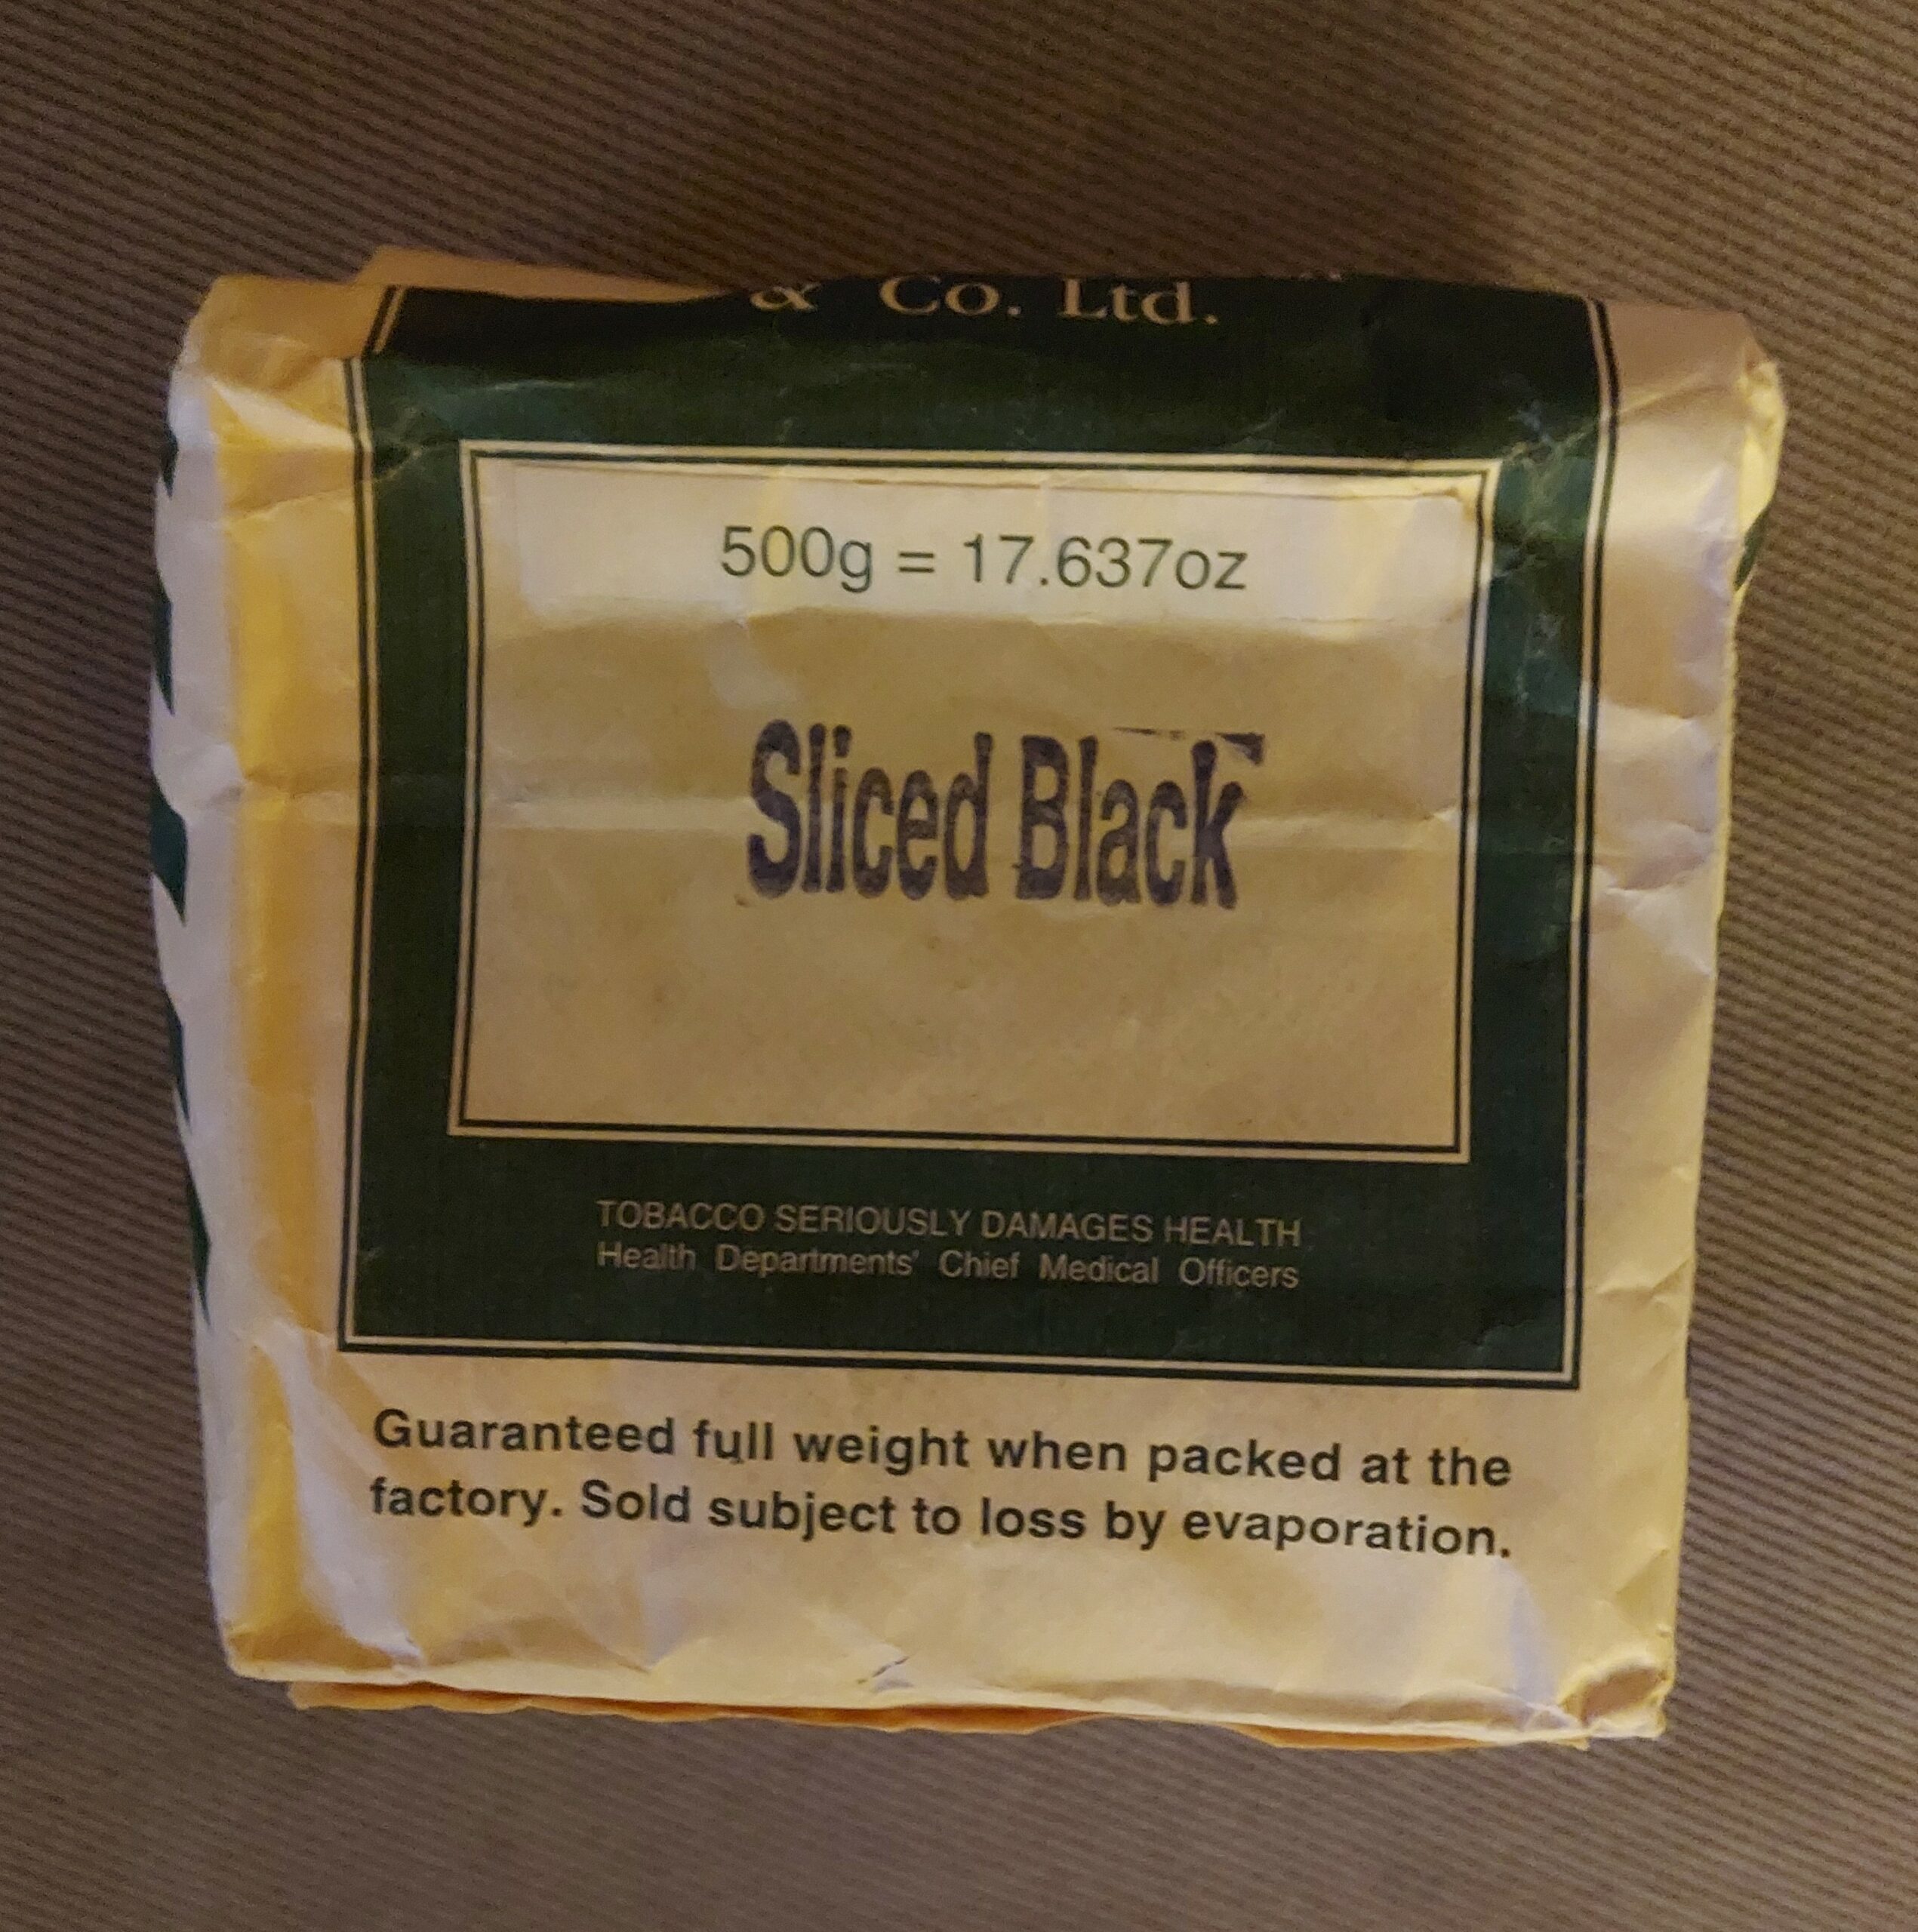 & Co. Ltd.
500g = 17.637oz
Sliced Black
TOBACCO SERIOUSLY DAMAGES HEALTH
Health Departments' Chief Medical Officers
Guaranteed full weight when packed at the
factory. Sold subject to loss by evaporation.